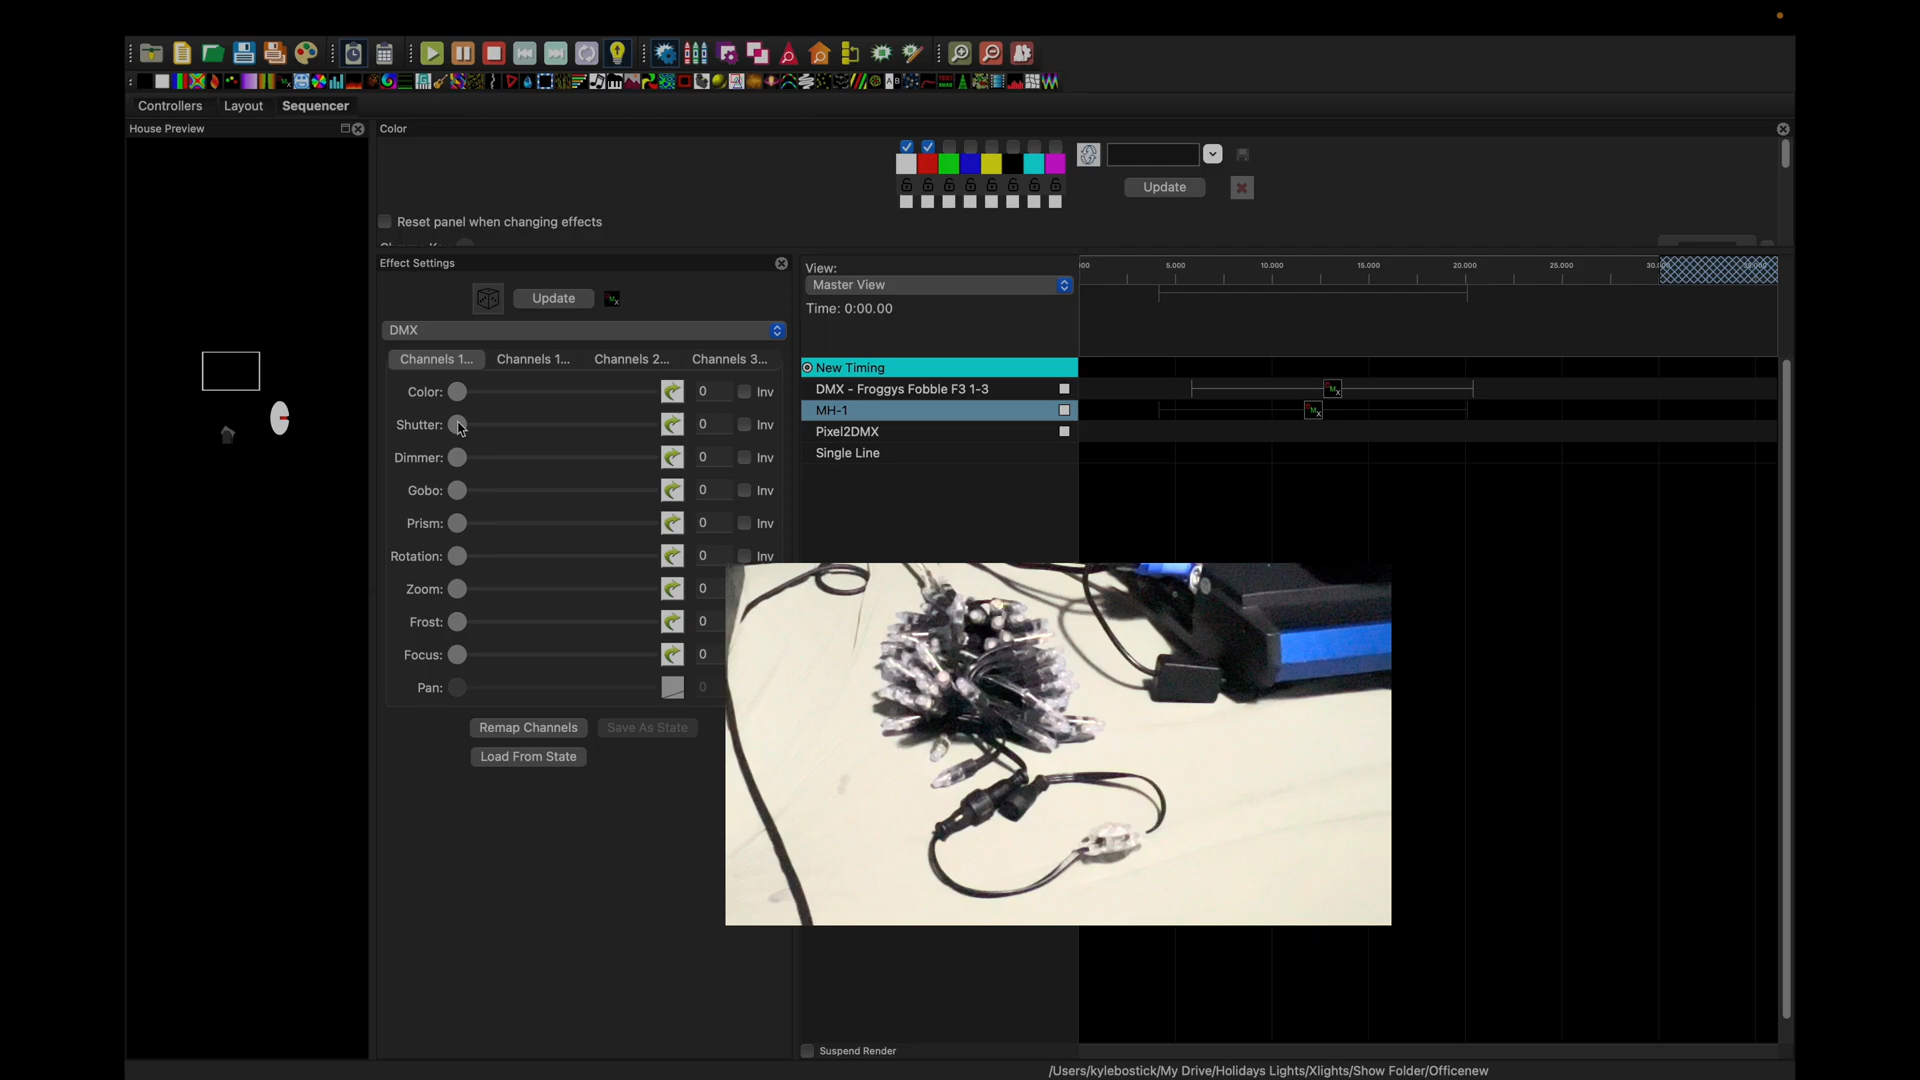 Controllers
Layout
Sequencer
House Preview
Color
Update
Reset panel when changing effects
Effect Settings
Update
DMX
Channels 1...
Channels 1...
Channels 2...
Channels 3...
Color:
0
Inv
Shutter:
0
Inv
Dimmer:
0
Inv
Gobo:
0
Inv
Prism:
0
Inv
Rotation:
0
Inv
Zoom:
0
Frost:
0
Focus:
0
Pan:
0
Remap Channels
Save As State
Load From State
View:
Master View
Time: 0:00.00
5.000
10.000
15.000
20.000
25.000
New Timing
DMX - Froggys Fobble F3 1-3
MH-1
Pixel2DMX
Single Line
Suspend Render
/Users/kylebostick/My Drive/Holidays Lights/Xlights/Show Folder/Officenew